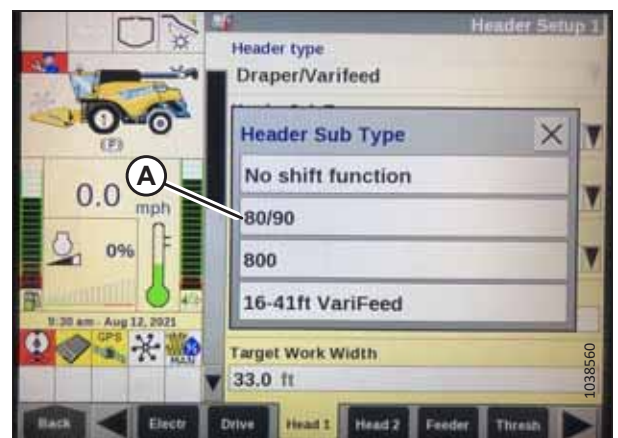 Header Setup 1
Header type
Draper/Varifeed
Header Sub Type
No shift function
80/90
800
16-41ft VariFeed
A
(P)
0.0 mph
0%
9:30 am - Aug 12, 2021
GPS
MAN
Target Work Width
33.0 ft
1038560
Back
Electr
Drive
Head 1
Head 2
Feeder
Thresh